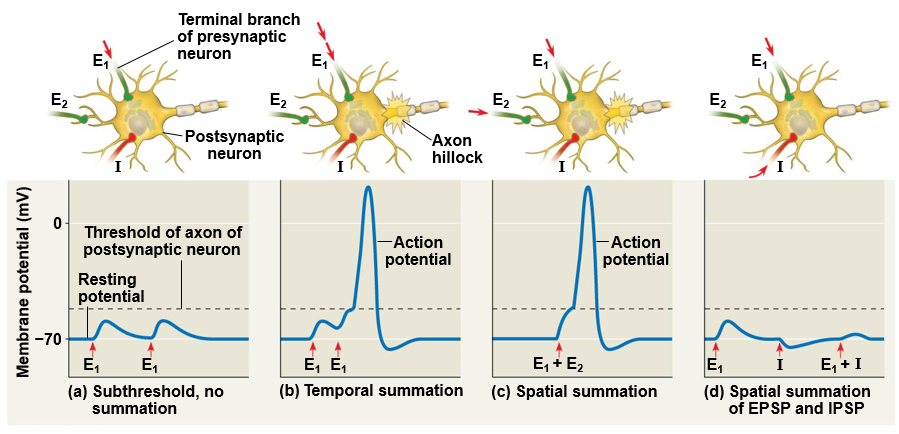 Terminal branch
of presynaptic
neuron
E1
E2
Postsynaptic
neuron
I
E1
E2
Axon
hillock
I
E1
E2
I
E1
E2
I
Membrane potential (mV)
0
–70
Threshold of axon of
postsynaptic neuron
Resting
potential
E1
E1
Action
potential
E1
E1
Action
potential
E1 + E2
E1
I
E1 + I
(a) Subthreshold, no
summation
(b) Temporal summation
(c) Spatial summation
(d) Spatial summation
of EPSP and IPSP